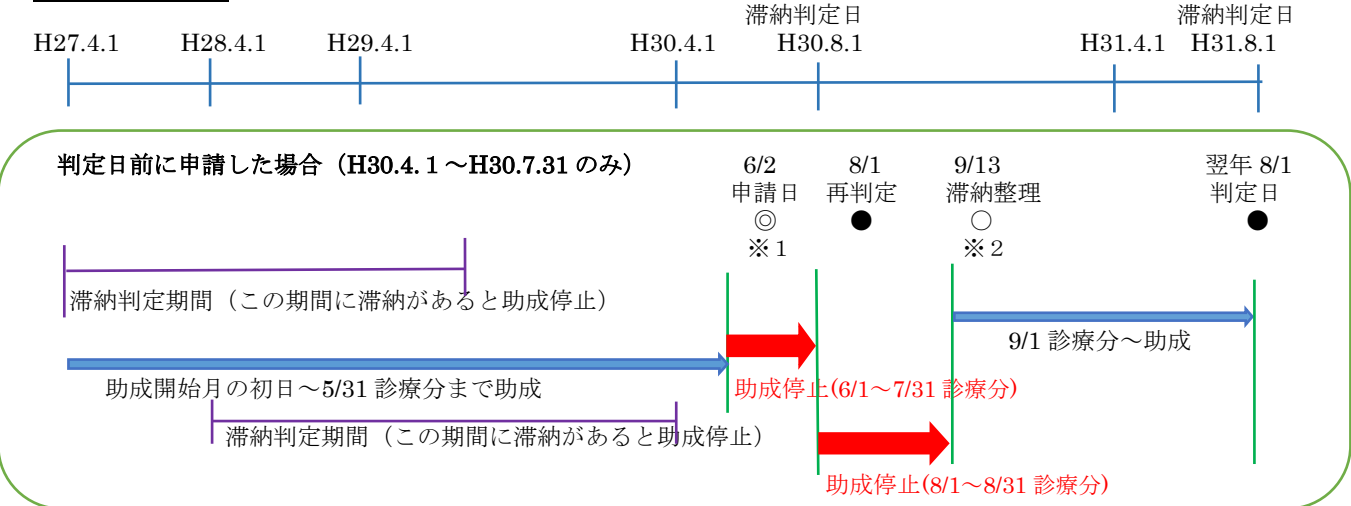 滞納判定日 滞納判定日
H27.4.1 H28.4.1 H29.4.1 H30.4.1 H30.8.1 H31.4.1 H31.8.1
判定日前に申請した場合（H30.4.１～H30.7.31 のみ） 6/2 8/1 9/13 翌年 8/1
申請日 再判定 滞納整理 判定日
◎ ● ○ ●
※１ ※２
滞納判定期間（この期間に滞納があると助成停止）
9/1 診療分～助成
助成開始月の初日～5/31 診療分まで助成 助成停止(6/1～7/31 診療分)
滞納判定期間（この期間に滞納があると助成停止）
助成停止(8/1～8/31 診療分)